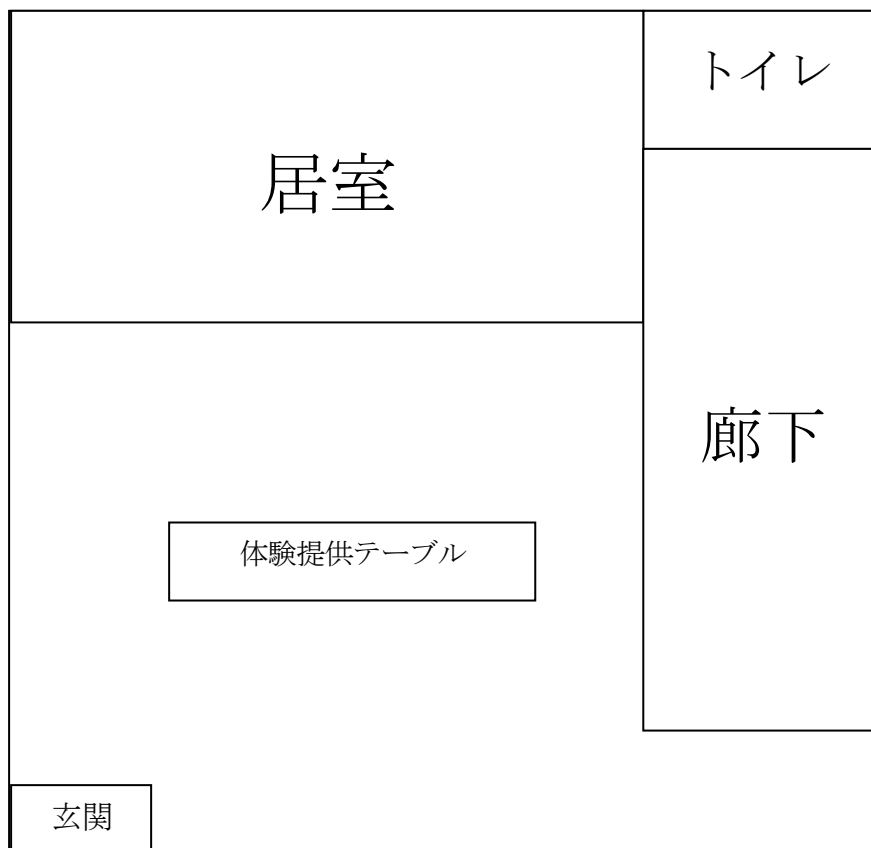 トイレ
居室
廊下
体験提供テーブル
玄関